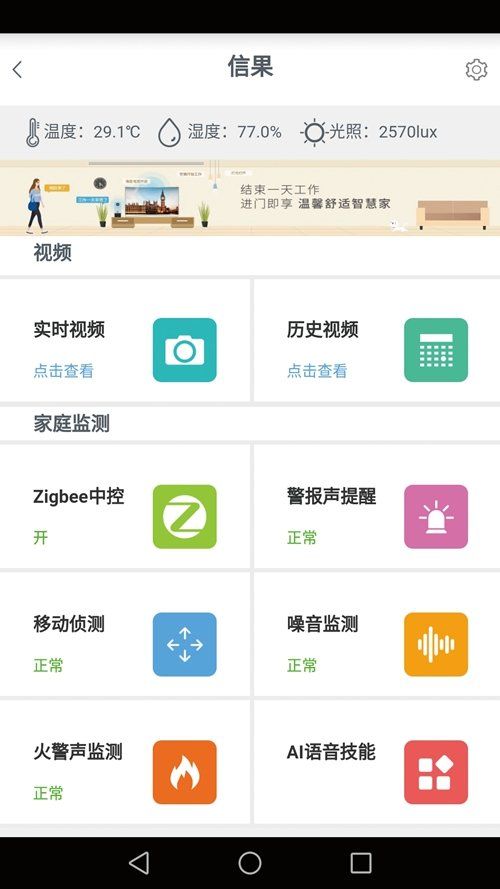 信果
温度：29.1℃ 湿度：77.0% 光照：2570lux
结束一天工作
进门即享 温馨舒适智慧家
视频
实时视频 历史视频
点击查看 点击查看
家庭监测
Zigbee中控 警报声提醒
开 正常
移动侦测 噪音监测
正常 正常
火警声监测 AI语音技能
正常